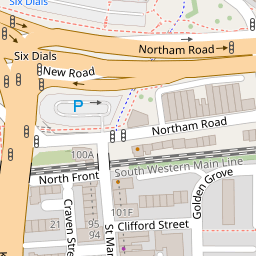 Six Dials
Northam Road
Six Dials
New Road
P
Northam Road
100A
South Western Main Line
North Front
Golden Grove
Craven Stre
St Mar
101F
95
21
Clifford Street